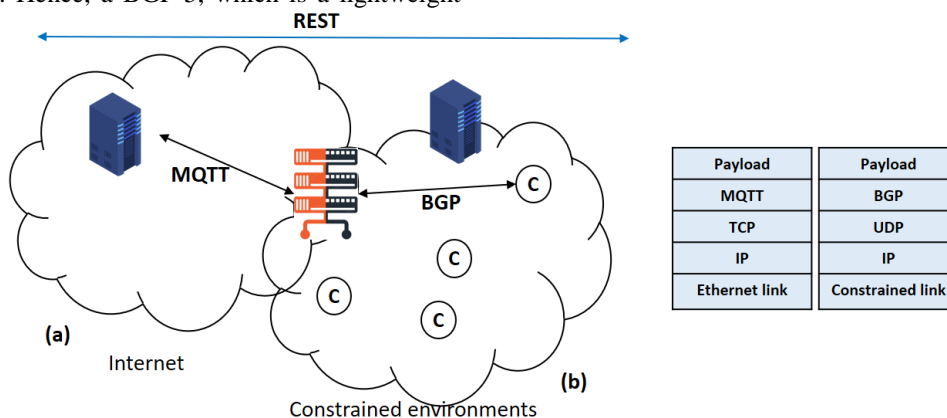 . Hence, a BGP 3, which is a lightweight
REST
MQTT
BGP
C
C
C
C
(a)
Internet
(b)
Constrained environments
Payload
MQTT
TCP
IP
Ethernet link
Payload
BGP
UDP
IP
Constrained link